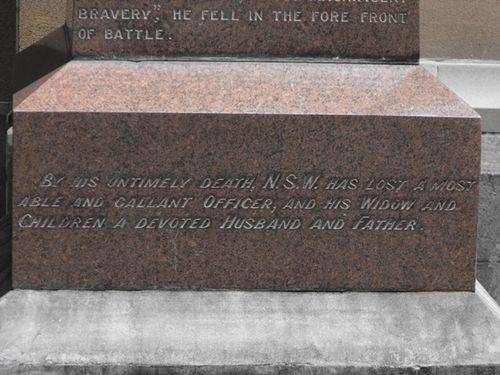 BRAVERY", HE FELL IN THE FORE FRONT
OF BATTLE.
BY HIS UNTIMELY DEATH, N.S.W. HAS LOST A MOST
ABLE AND GALLANT OFFICER, AND HIS WIDOW AND
CHILDREN A DEVOTED HUSBAND AND FATHER.